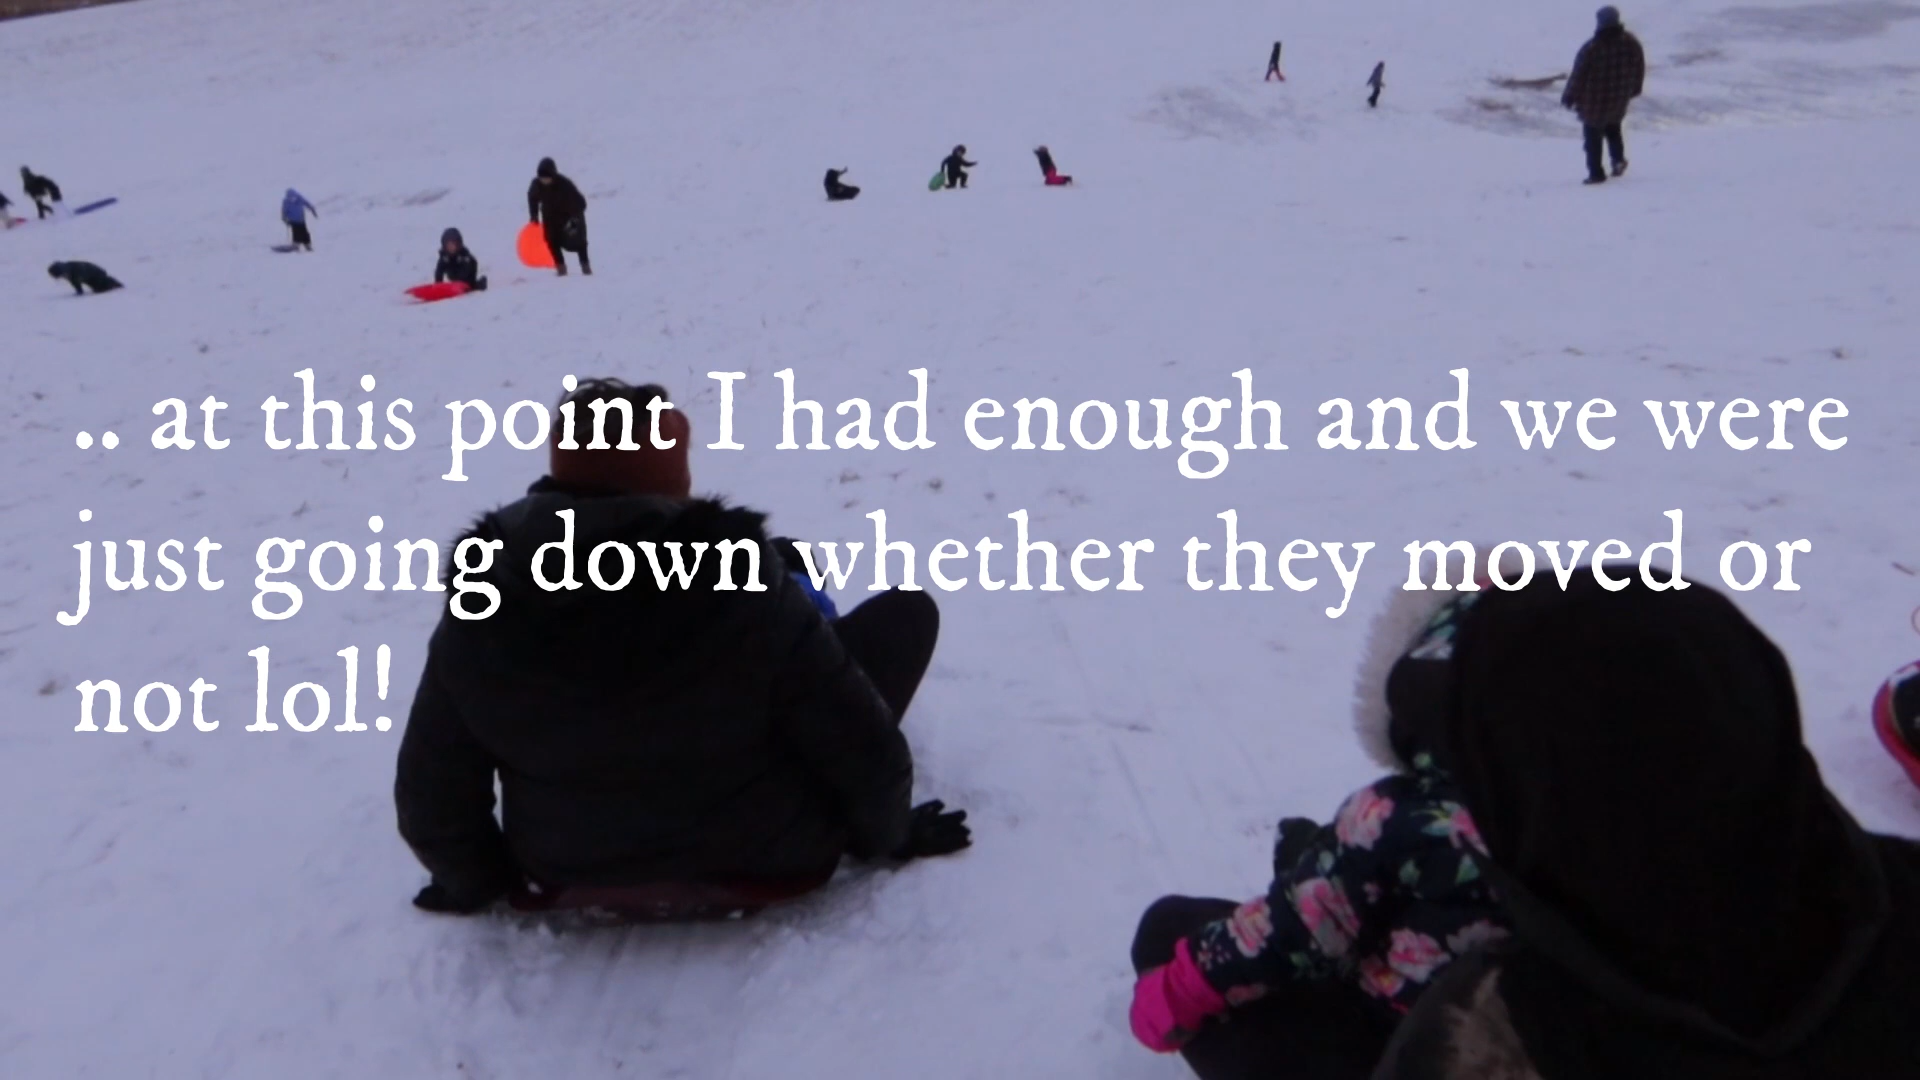 .. at this point I had enough and we were
just going down whether they moved or
not lol!